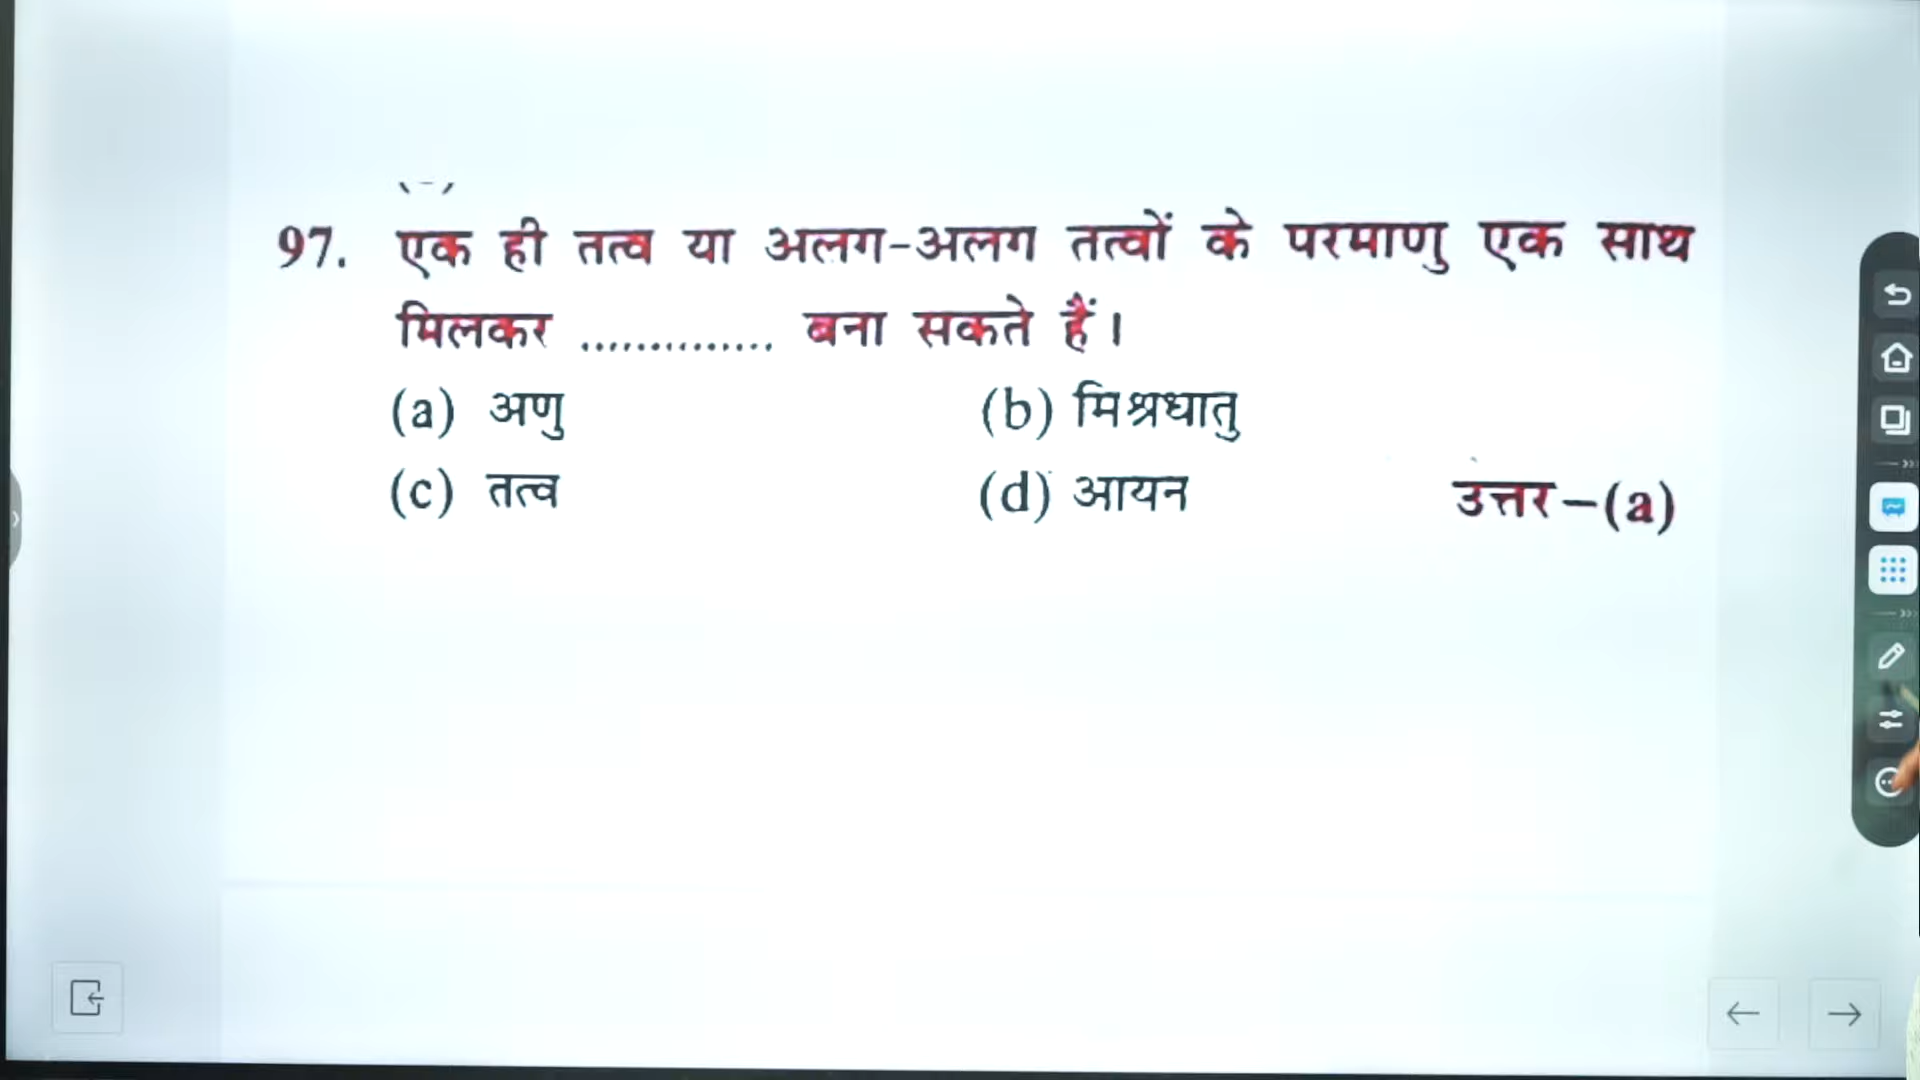 97. एक ही तत्व या अलग-अलग तत्वों के परमाणु एक साथ
मिलकर .............. बना सकते हैं।
(a) अणु (b) मिश्रधातु
(c) तत्व (d) आयन उत्तर–(a)